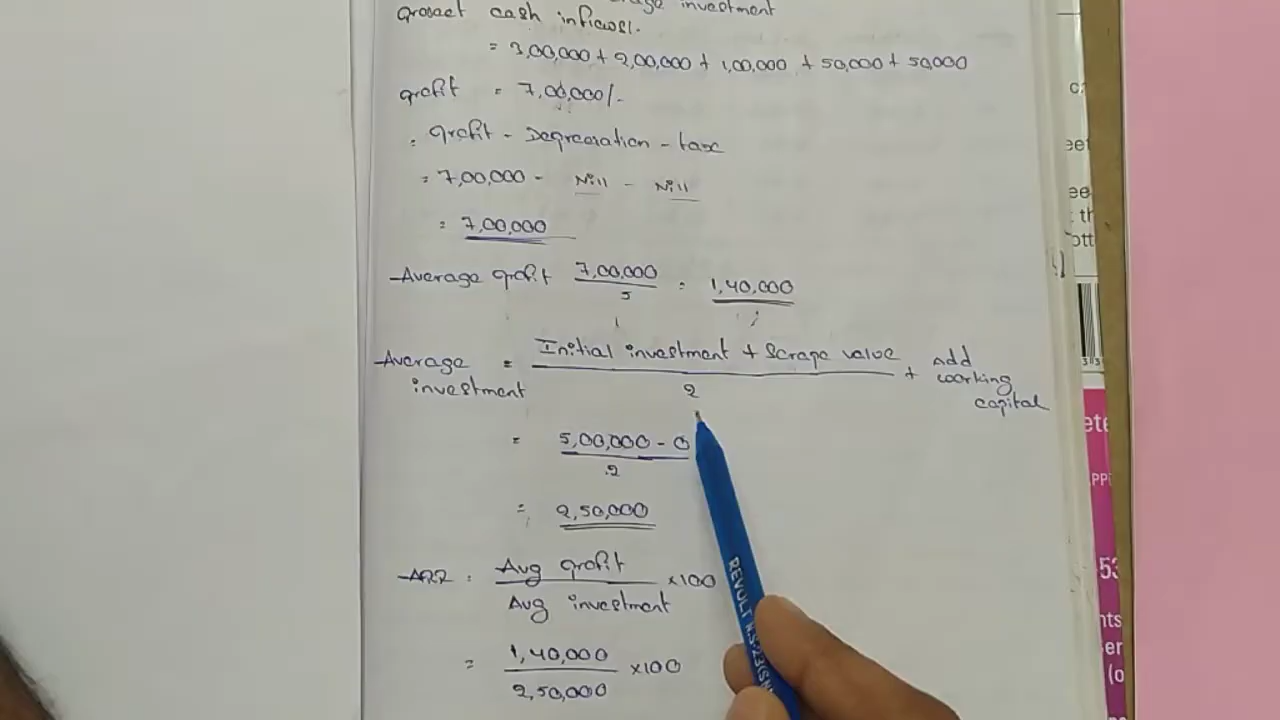 investment
Project cash inflows.
= 3,00,000 + 2,00,000 + 1,00,000 + 50,000 + 50,000
profit = 7,00,000/-
profit - Depreciation - tax
= 7,00,000 - Nill - Nill
= 7,00,000
Average profit 7,00,000 = 1,40,000
5
Average = Initial investment + Scrape value + Add
investment 2 working
capital
= 5,00,000 - 0
2
= 2,50,000
ARR = Avg profit x100
Avg investment
= 1,40,000 x100
2,50,000
REVOLT